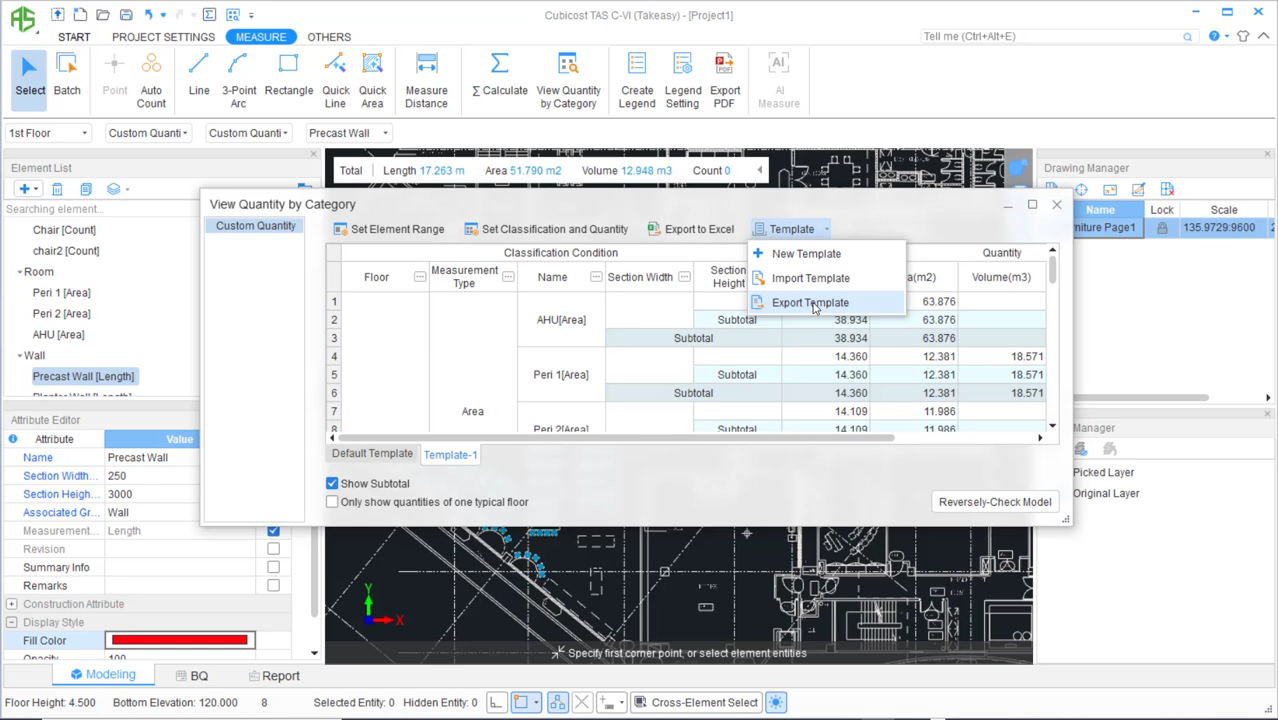 Cubicost TAS C-VI (Takeasy) - [Project1]
START
PROJECT SETTINGS
MEASURE
OTHERS
Tell me (Ctrl+Alt+E)
Select
Batch
Point
Auto Count
Line
3-Point Arc
Rectangle
Quick Line
Quick Area
Measure Distance
Σ Calculate
View Quantity by Category
Create Legend
Legend Setting
Export PDF
AI Measure
1st Floor
Custom Quanti
Custom Quanti
Precast Wall
Element List
Total Length 17.263 m Area 51.790 m2 Volume 12.948 m3 Count 0
Drawing Manager
Searching element...
Chair [Count]
chair2 [Count]
Room
Peri 1 [Area]
Peri 2 [Area]
AHU [Area]
Wall
Precast Wall [Length]
Name Lock Scale
rniture Page1 135.9729:9600
View Quantity by Category
Custom Quantity
Set Element Range
Set Classification and Quantity
Export to Excel
Template
New Template
Import Template
Export Template
Classification Condition
Quantity
Floor
Measurement Type
Name
Section Width
Section Height
a(m2)
Volume(m3)
1 63.876
2 AHU[Area] Subtotal 38.934 63.876
3 Subtotal 38.934 63.876
4 14.360 12.381 18.571
5 Peri 1[Area] Subtotal 14.360 12.381 18.571
6 Subtotal 14.360 12.381 18.571
7 Area 14.109 11.986
8 Peri 2[Area] Subtotal 14.109 11.986
Default Template
Template-1
Show Subtotal
Only show quantities of one typical floor
Reversely-Check Model
Attribute Editor
Attribute Value
Name Precast Wall
Section Width... 250
Section Heigh... 3000
Associated Gr... Wall
Measurement... Length
Revision
Summary Info
Remarks
Construction Attribute
Display Style
Fill Color
Manager
Picked Layer
Original Layer
Y
X
Specify first corner point, or select element entities
Modeling
BQ
Report
Floor Height: 4.500 Bottom Elevation: 120.000 8 Selected Entity: 0 Hidden Entity: 0
Cross-Element Select